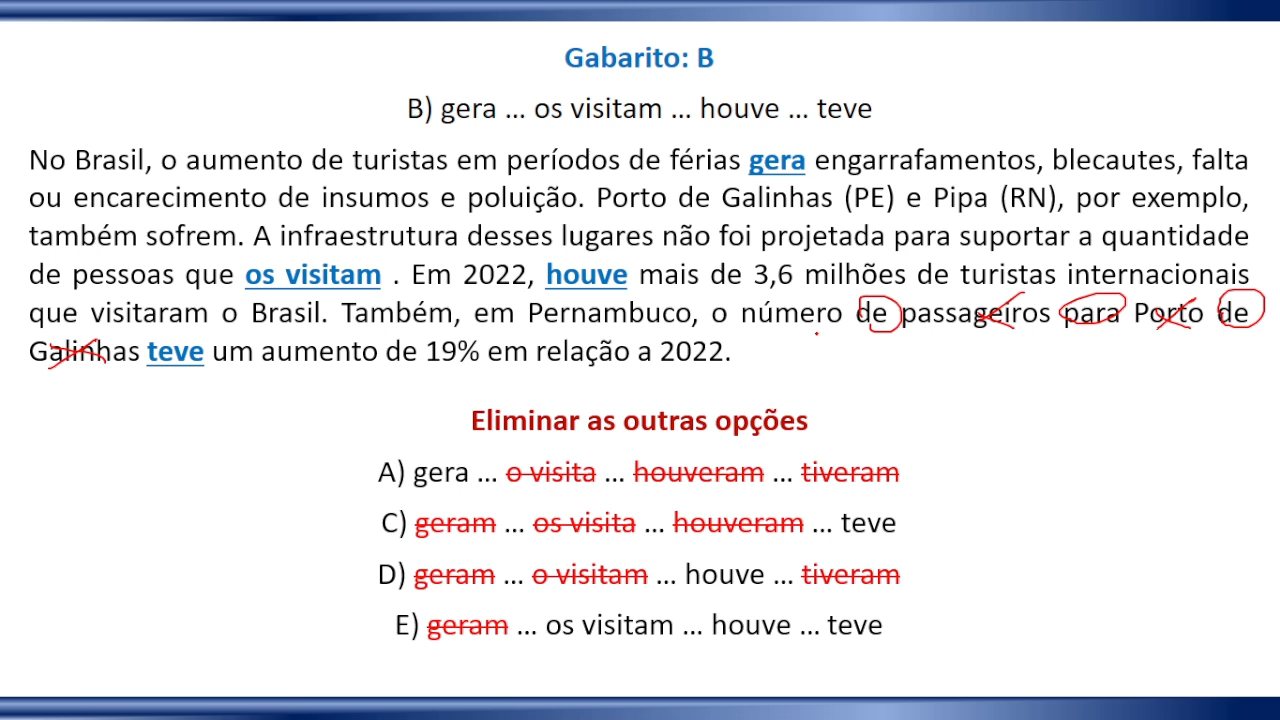 Gabarito: B
B) gera ... os visitam ... houve ... teve
No Brasil, o aumento de turistas em períodos de férias gera engarrafamentos, blecautes, falta
ou encarecimento de insumos e poluição. Porto de Galinhas (PE) e Pipa (RN), por exemplo,
também sofrem. A infraestrutura desses lugares não foi projetada para suportar a quantidade
de pessoas que os visitam . Em 2022, houve mais de 3,6 milhões de turistas internacionais
que visitaram o Brasil. Também, em Pernambuco, o número de passageiros para Porto de
Galinhas teve um aumento de 19% em relação a 2022.
Eliminar as outras opções
A) gera ... o visita ... houveram ... tiveram
C) geram ... os visita ... houveram ... teve
D) geram ... o visitam ... houve ... tiveram
E) geram ... os visitam ... houve ... teve